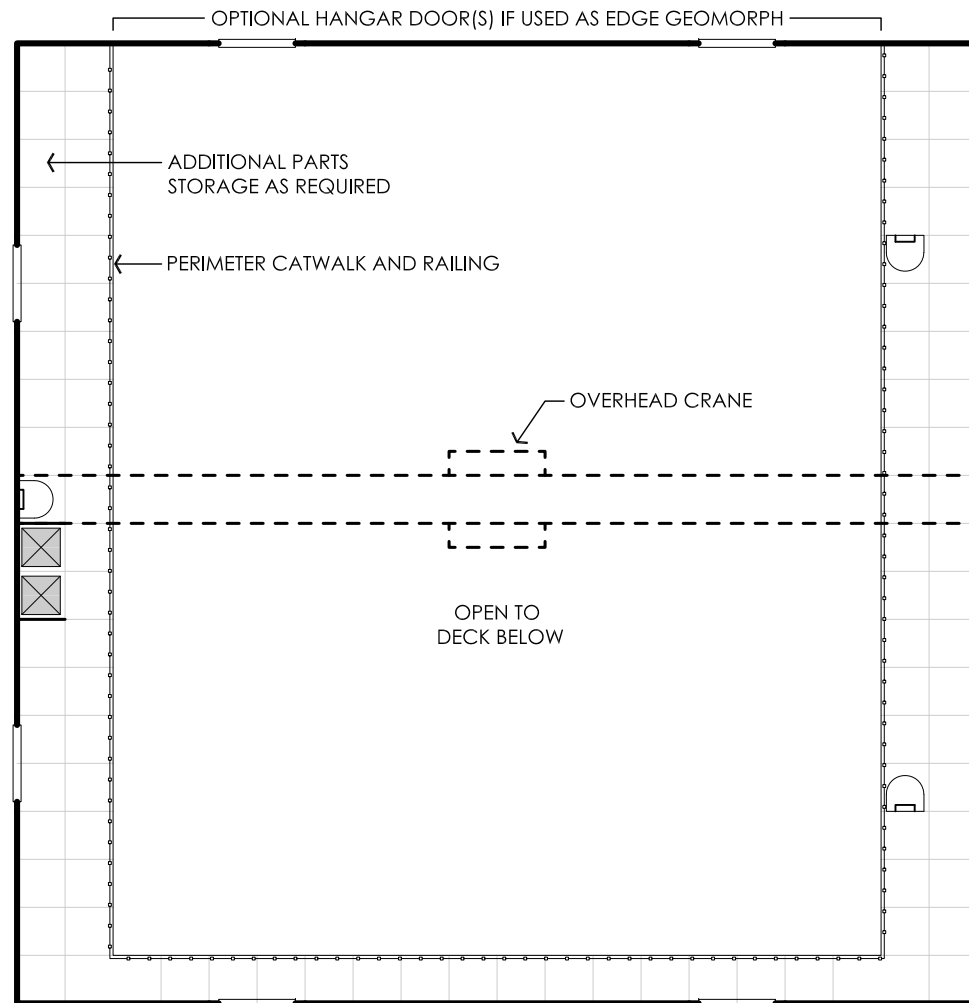 OPTIONAL HANGAR DOOR(S) IF USED AS EDGE GEOMORPH
ADDITIONAL PARTS
STORAGE AS REQUIRED
PERIMETER CATWALK AND RAILING
OVERHEAD CRANE
OPEN TO
DECK BELOW